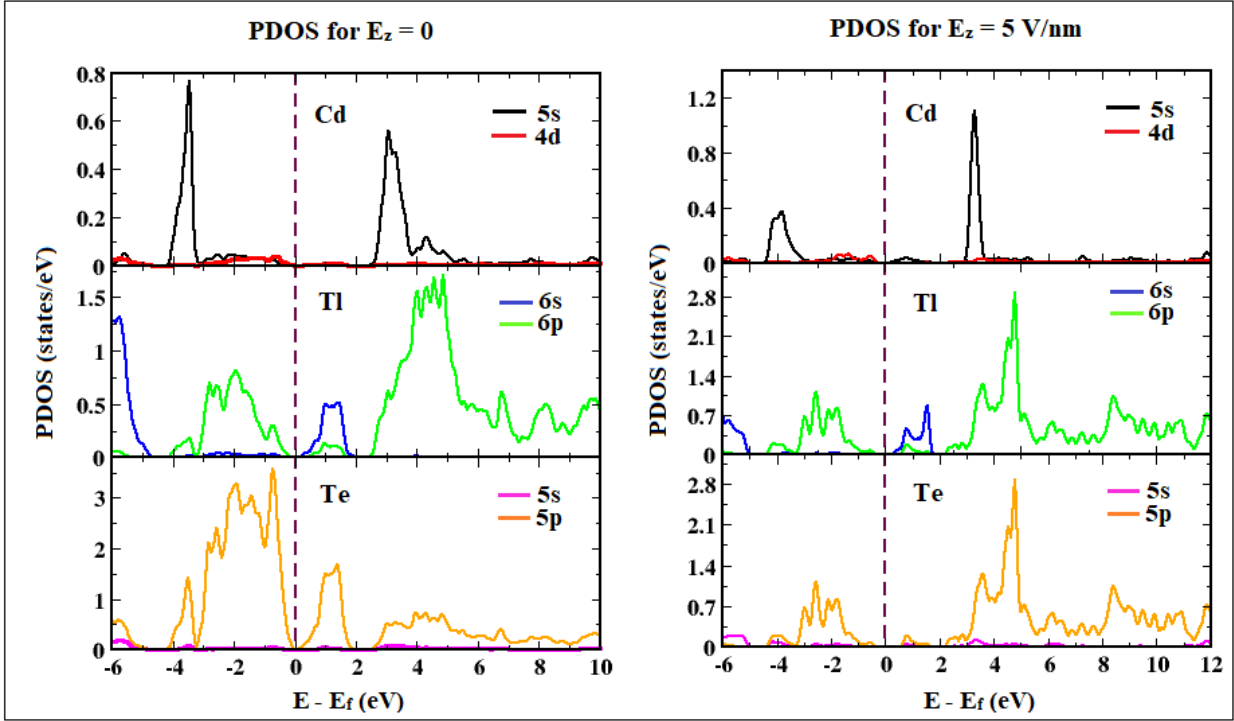 PDOS for Ez = 0
PDOS for Ez = 5 V/nm
PDOS (states/eV)
0.8
0.6
0.4
0.2
0
Cd
5s
4d
1.5
1
0.5
0
Tl
6s
6p
3
2
1
0
Te
5s
5p
-6 -4 -2 0 2 4 6 8 10
E - Ef (eV)
PDOS (states/eV)
1.2
0.8
0.4
0
Cd
5s
4d
2.8
2.1
1.4
0.7
0
Tl
6s
6p
2.8
2.1
1.4
0.7
0
Te
5s
5p
-6 -4 -2 0 2 4 6 8 10 12
E - Ef (eV)